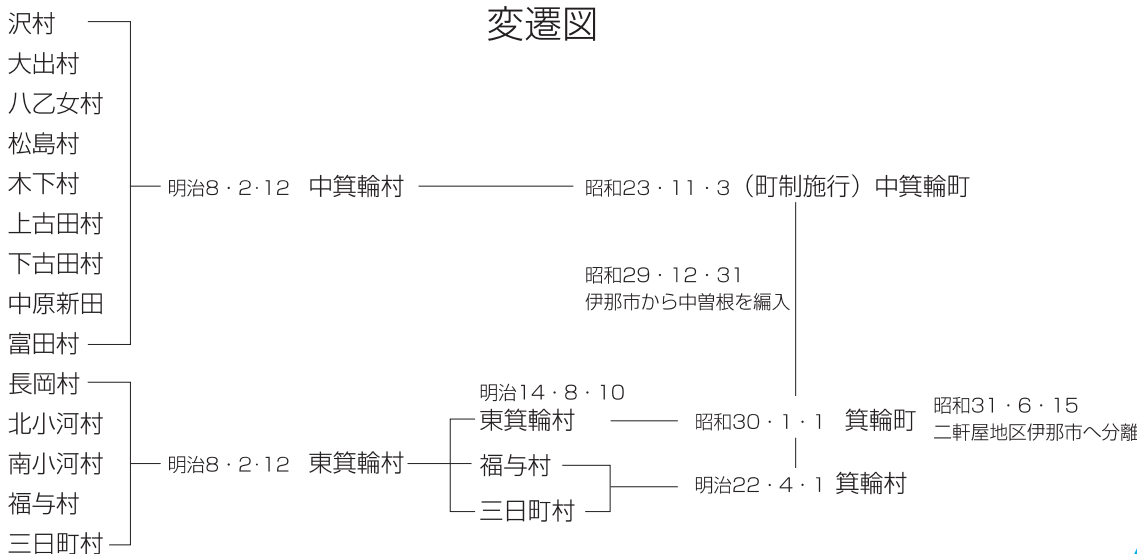 変遷図
沢村
大出村
八乙女村
松島村
木下村
上古田村
下古田村
中原新田
富田村
明治8・2・12 中箕輪村
昭和23・11・3（町制施行）中箕輪町
昭和29・12・31
伊那市から中曽根を編入
長岡村
北小河村
南小河村
福与村
三日町村
明治8・2・12 東箕輪村
明治14・8・10
東箕輪村
福与村
三日町村
昭和30・1・1 箕輪町
明治22・4・1 箕輪村
昭和31・6・15
二軒屋地区伊那市へ分離